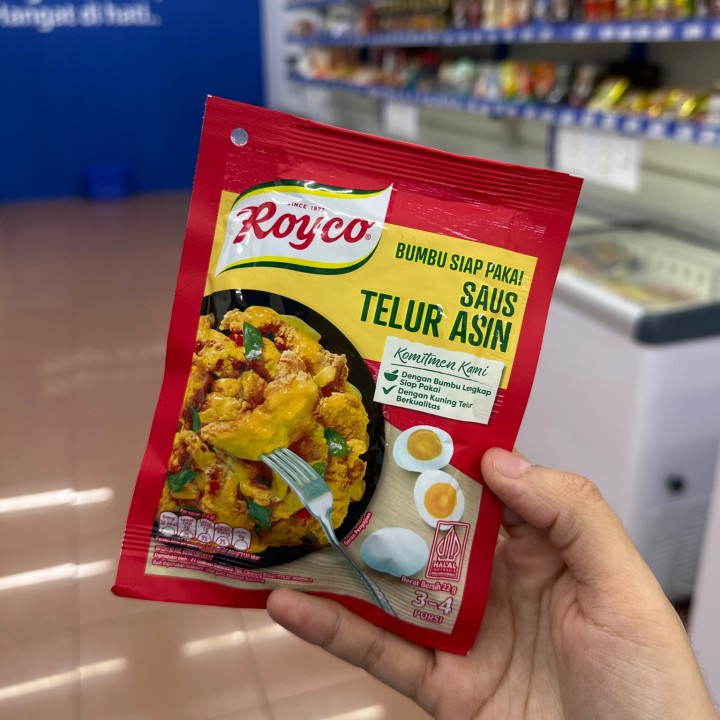 Hangat di hati..
SINCE 1977
Royco®
BUMBU SIAP PAKAI
SAUS
TELUR ASIN
Komitmen Kami
Dengan Bumbu Lengkap
Siap Pakai
Dengan Kuning Telur
Berkualitas
HALAL
Berat Bersih 22g
3-4
PORSI